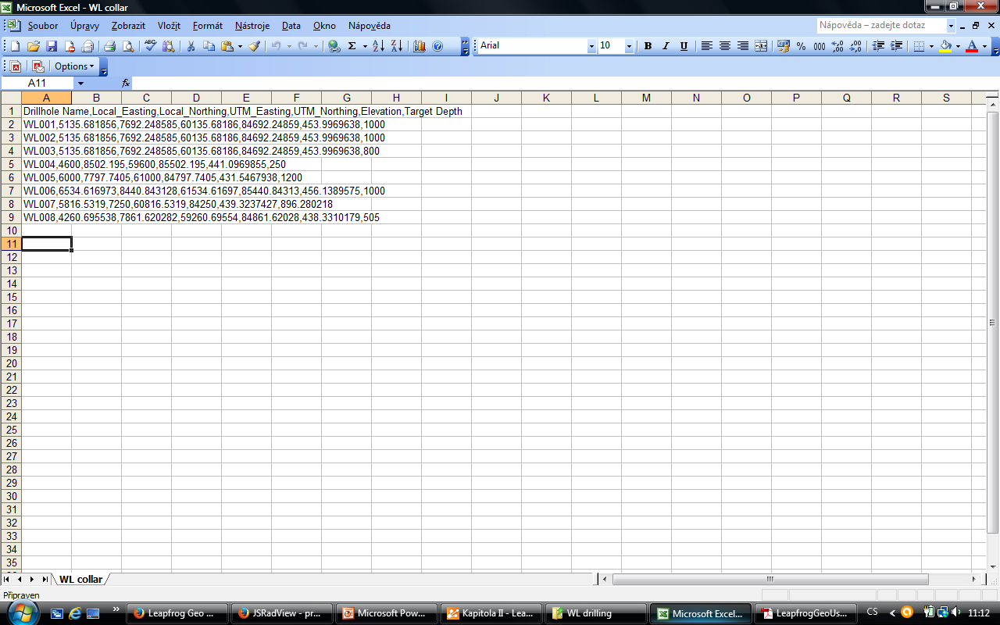 Microsoft Excel - WL collar
Soubor Úpravy Zobrazit Vložit Formát Nástroje Data Okno Nápověda Nápověda – zadejte dotaz
Arial 10 B I U % 000
Options
A11 fx
A B C D E F G H I J K L M N O P Q R S
1 Drillhole Name,Local_Easting,Local_Northing,UTM_Easting,UTM_Northing,Elevation,Target Depth
2 WL001,5135.681856,7692.248585,60135.68186,84692.24859,453.9969638,1000
3 WL002,5135.681856,7692.248585,60135.68186,84692.24859,453.9969638,1000
4 WL003,5135.681856,7692.248585,60135.68186,84692.24859,453.9969638,800
5 WL004,4600,8502.195,59600,85502.195,441.0969855,250
6 WL005,6000,7797.7405,61000,84797.7405,431.5467938,1200
7 WL006,6534.616973,8440.843128,61534.61697,85440.84313,456.1389575,1000
8 WL007,5816.5319,7250,60816.5319,84250,439.3237427,896.280218
9 WL008,4260.695538,7861.620282,59260.69554,84861.62028,438.3310179,505
10
11
12
13
14
15
16
17
18
19
20
21
22
23
24
25
26
27
28
29
30
31
32
33
34
35
WL collar
Připraven
Leapfrog Geo ... JSRadView - pr... Microsoft Pow... Kapitola II - Lea... WL drilling Microsoft Excel... LeapfrogGeoUs... CS 11:12